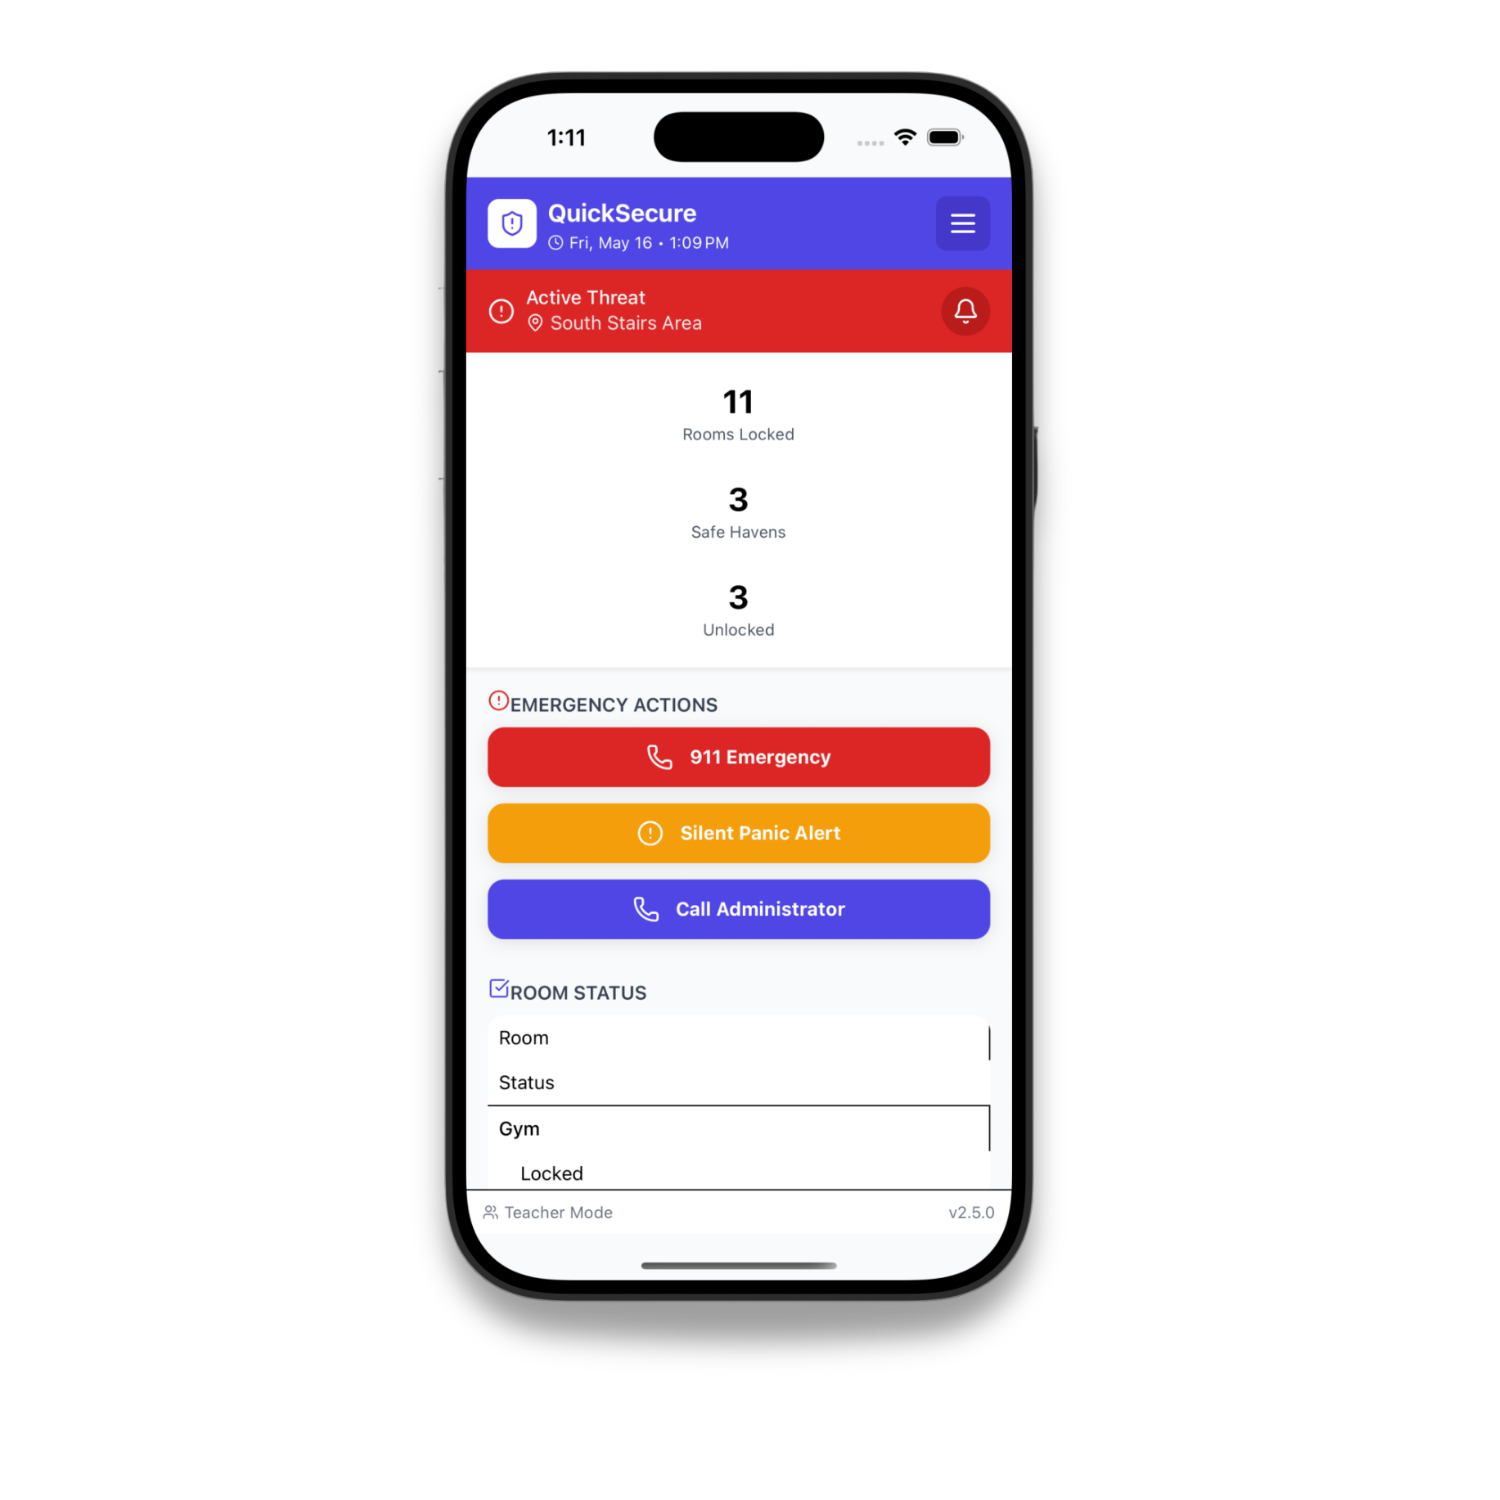 1:11
QuickSecure
Fri, May 16 • 1:09 PM
Active Threat
South Stairs Area
11
Rooms Locked
3
Safe Havens
3
Unlocked
EMERGENCY ACTIONS
911 Emergency
Silent Panic Alert
Call Administrator
ROOM STATUS
Room
Status
Gym
Locked
Teacher Mode v2.5.0